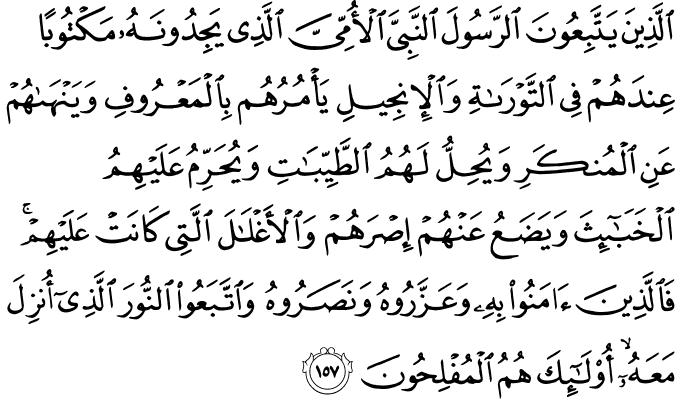 ٱلَّذِينَ يَتَّبِعُونَ ٱلرَّسُولَ ٱلنَّبِىَّ ٱلْأُمِّىَّ ٱلَّذِى يَجِدُونَهُۥ مَكْتُوبًا
عِندَهُمْ فِى ٱلتَّوْرَىٰةِ وَٱلْإِنجِيلِ يَأْمُرُهُم بِٱلْمَعْرُوفِ وَيَنْهَىٰهُمْ
عَنِ ٱلْمُنكَرِ وَيُحِلُّ لَهُمُ ٱلطَّيِّبَٰتِ وَيُحَرِّمُ عَلَيْهِمُ
ٱلْخَبَٰٓئِثَ وَيَضَعُ عَنْهُمْ إِصْرَهُمْ وَٱلْأَغْلَٰلَ ٱلَّتِى كَانَتْ عَلَيْهِمْ ۚ
فَٱلَّذِينَ ءَامَنُوا۟ بِهِۦ وَعَزَّرُوهُ وَنَصَرُوهُ وَٱتَّبَعُوا۟ ٱلنُّورَ ٱلَّذِىٓ أُنزِلَ
مَعَهُۥٓ ۙ أُو۟لَٰٓئِكَ هُمُ ٱلْمُفْلِحُونَ ١٥٧